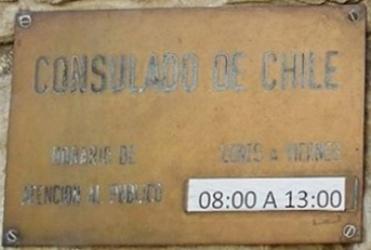 CONSULADO DE CHILE
HORARIO DE
ATENCION AL PUBLICO
LUNES A VIERNES
08:00 A 13:00